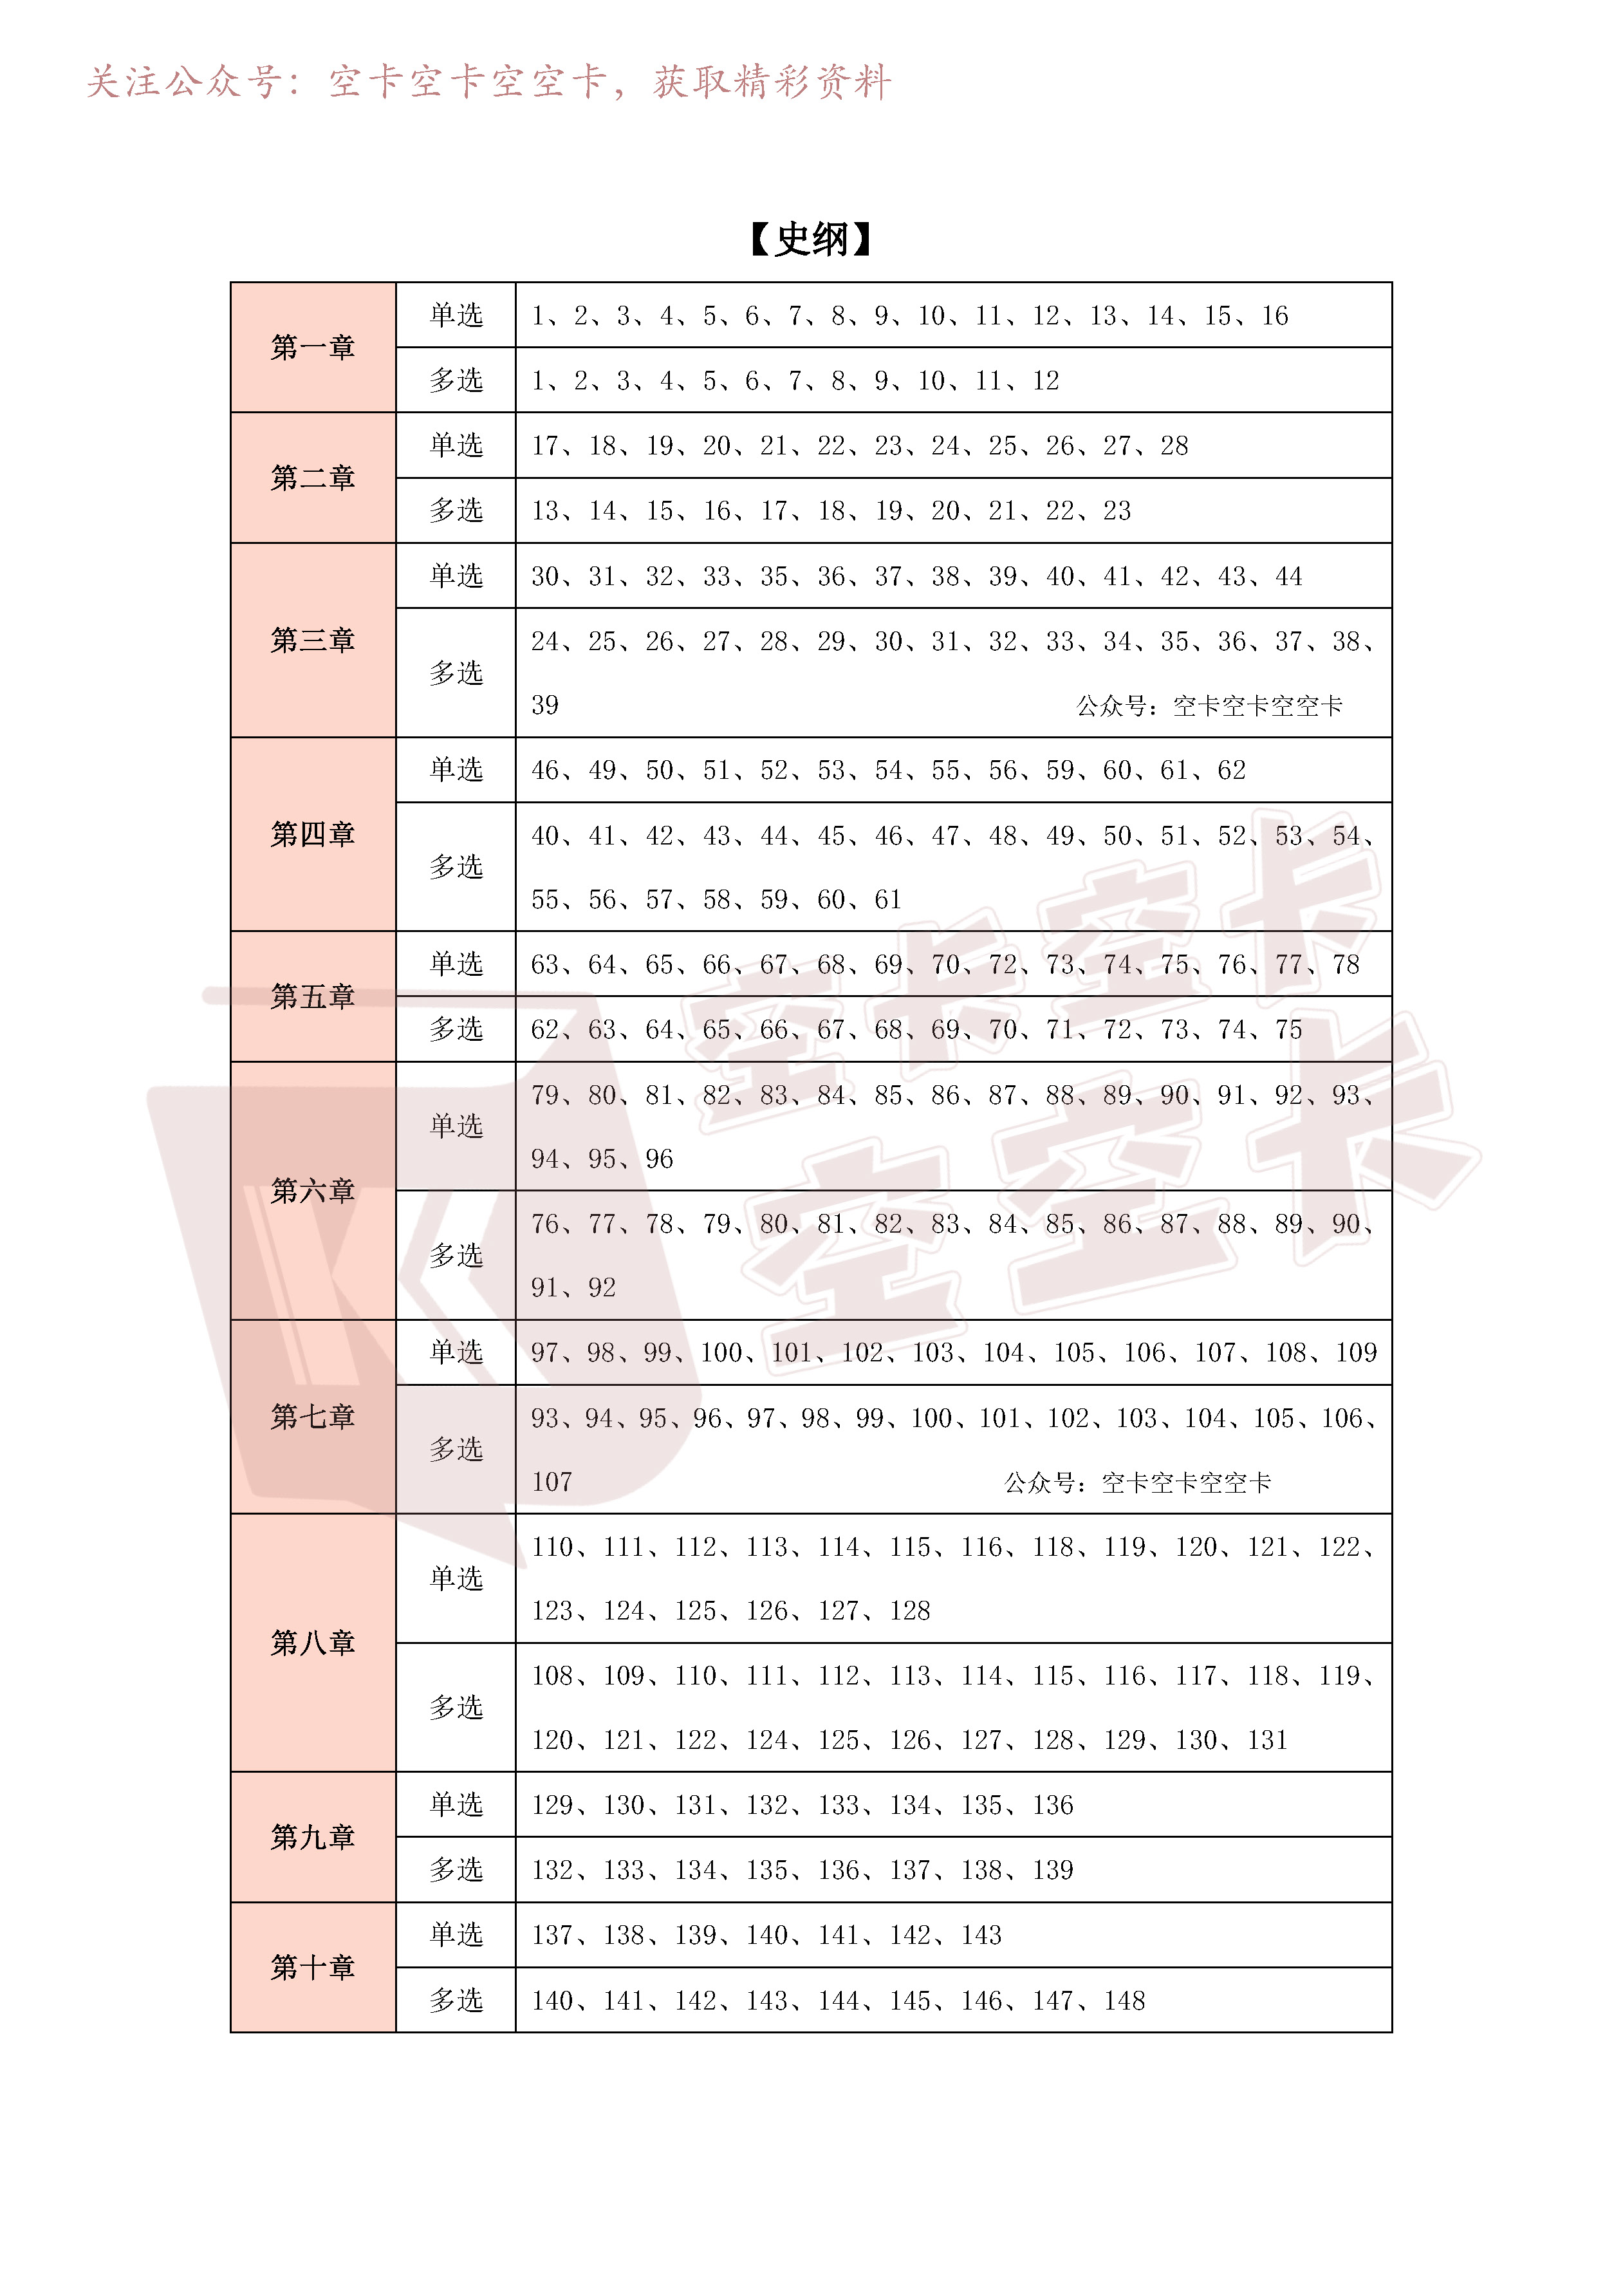 关注公众号：空卡空卡空空卡，获取精彩资料
【史纲】
第一章
单选
1、2、3、4、5、6、7、8、9、10、11、12、13、14、15、16
多选
1、2、3、4、5、6、7、8、9、10、11、12
第二章
单选
17、18、19、20、21、22、23、24、25、26、27、28
多选
13、14、15、16、17、18、19、20、21、22、23
第三章
单选
30、31、32、33、35、36、37、38、39、40、41、42、43、44
多选
24、25、26、27、28、29、30、31、32、33、34、35、36、37、38、
39 公众号：空卡空卡空空卡
第四章
单选
46、49、50、51、52、53、54、55、56、59、60、61、62
多选
40、41、42、43、44、45、46、47、48、49、50、51、52、53、54、
55、56、57、58、59、60、61
第五章
单选
63、64、65、66、67、68、69、70、72、73、74、75、76、77、78
多选
62、63、64、65、66、67、68、69、70、71、72、73、74、75
第六章
单选
79、80、81、82、83、84、85、86、87、88、89、90、91、92、93、
94、95、96
多选
76、77、78、79、80、81、82、83、84、85、86、87、88、89、90、
91、92
第七章
单选
97、98、99、100、101、102、103、104、105、106、107、108、109
多选
93、94、95、96、97、98、99、100、101、102、103、104、105、106、
107 公众号：空卡空卡空空卡
第八章
单选
110、111、112、113、114、115、116、118、119、120、121、122、
123、124、125、126、127、128
多选
108、109、110、111、112、113、114、115、116、117、118、119、
120、121、122、124、125、126、127、128、129、130、131
第九章
单选
129、130、131、132、133、134、135、136
多选
132、133、134、135、136、137、138、139
第十章
单选
137、138、139、140、141、142、143
多选
140、141、142、143、144、145、146、147、148
空卡空卡
空空卡